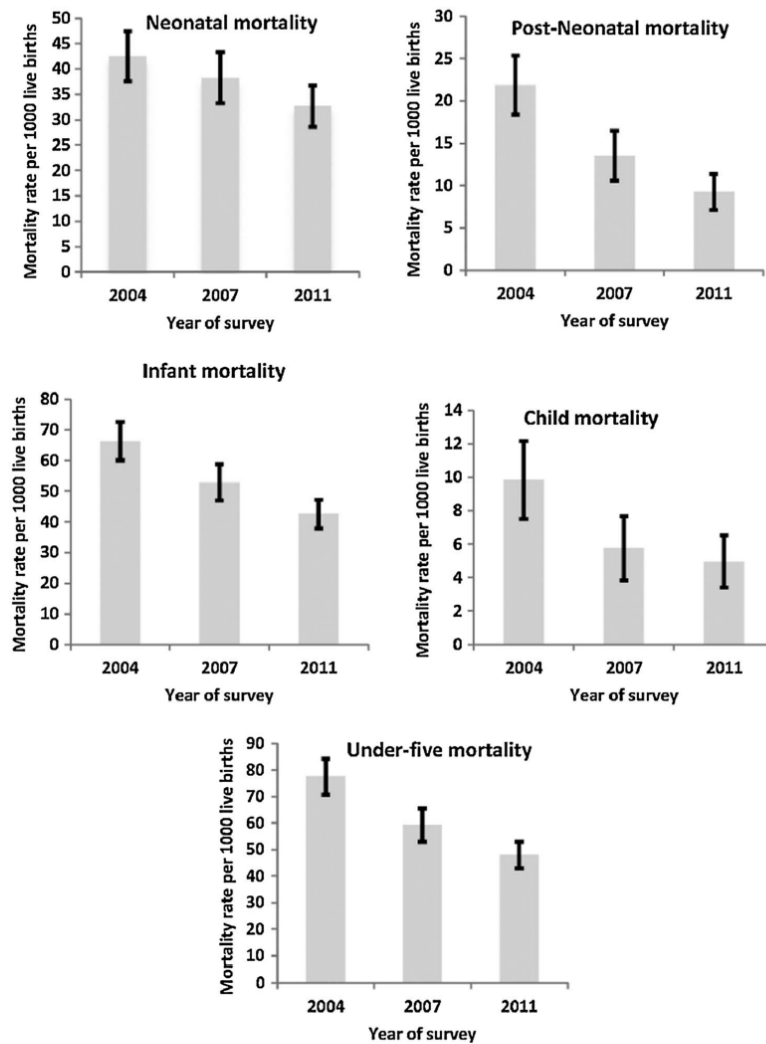 Neonatal mortality
Mortality rate per 1000 live births
50
45
40
35
30
25
20
15
10
5
0
2004 2007 2011
Year of survey
Post-Neonatal mortality
Mortality rate per 1000 live births
30
25
20
15
10
5
0
2004 2007 2011
Year of survey
Infant mortality
Mortality rate per 1000 live births
80
70
60
50
40
30
20
10
0
2004 2007 2011
Year of survey
Child mortality
Mortality rate per 1000 live births
14
12
10
8
6
4
2
0
2004 2007 2011
Year of survey
Under-five mortality
Mortality rate per 1000 live births
90
80
70
60
50
40
30
20
10
0
2004 2007 2011
Year of survey